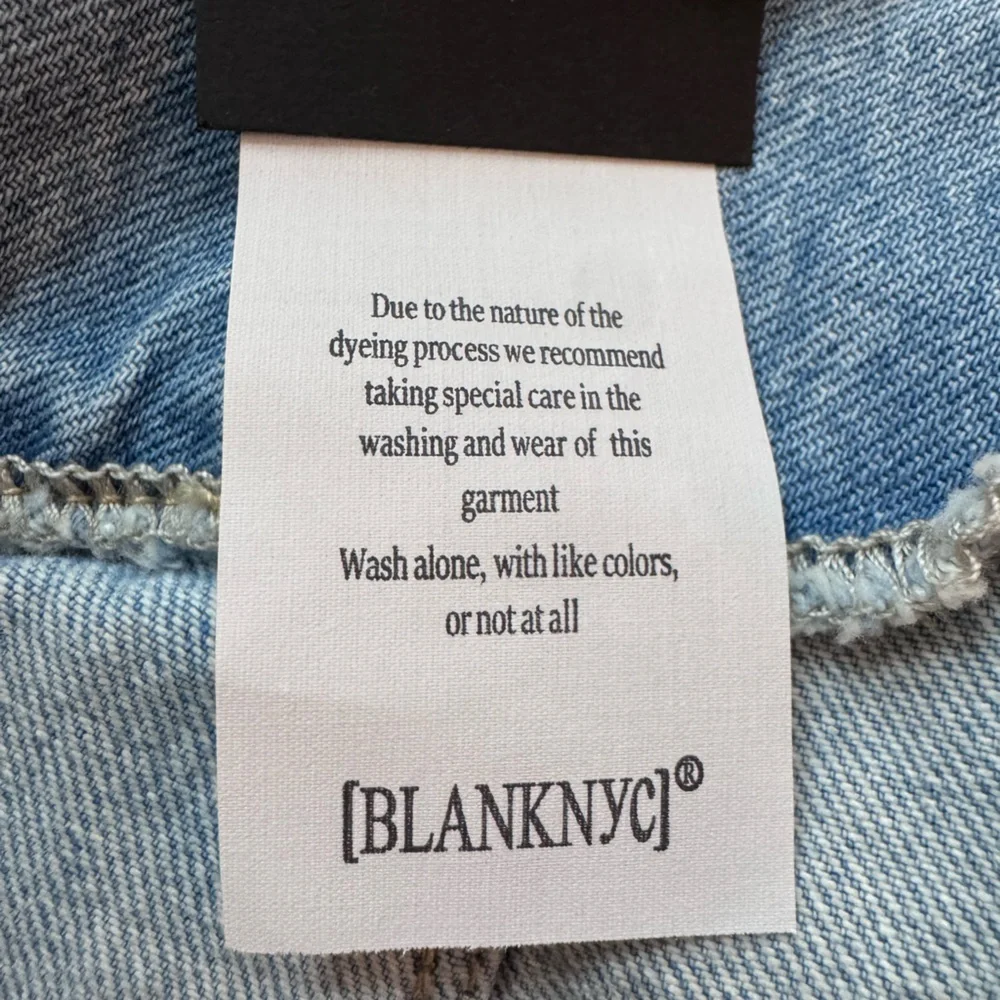 Due to the nature of the
dyeing process we recommend
taking special care in the
washing and wear of this
garment
Wash alone, with like colors,
or not at all
[BLANKNYC]®